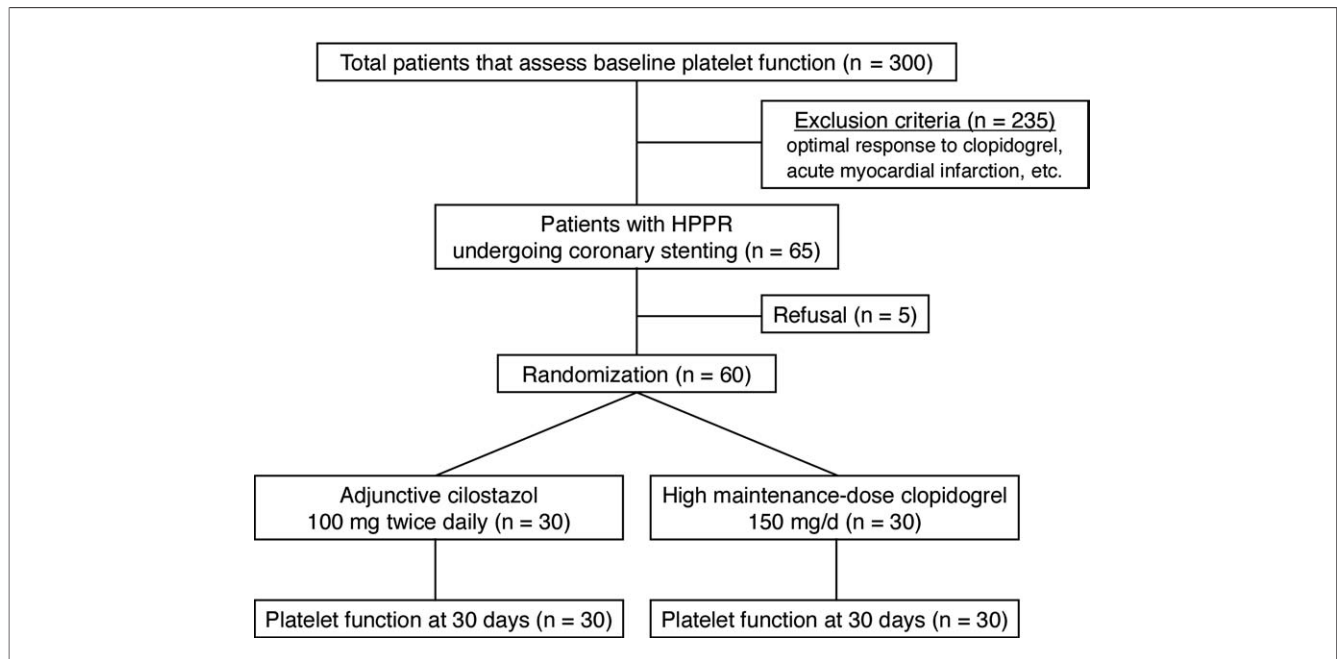 Total patients that assess baseline platelet function (n = 300)
Exclusion criteria (n = 235)
optimal response to clopidogrel,
acute myocardial infarction, etc.
Patients with HPPR
undergoing coronary stenting (n = 65)
Refusal (n = 5)
Randomization (n = 60)
Adjunctive cilostazol
100 mg twice daily (n = 30)
High maintenance-dose clopidogrel
150 mg/d (n = 30)
Platelet function at 30 days (n = 30)
Platelet function at 30 days (n = 30)